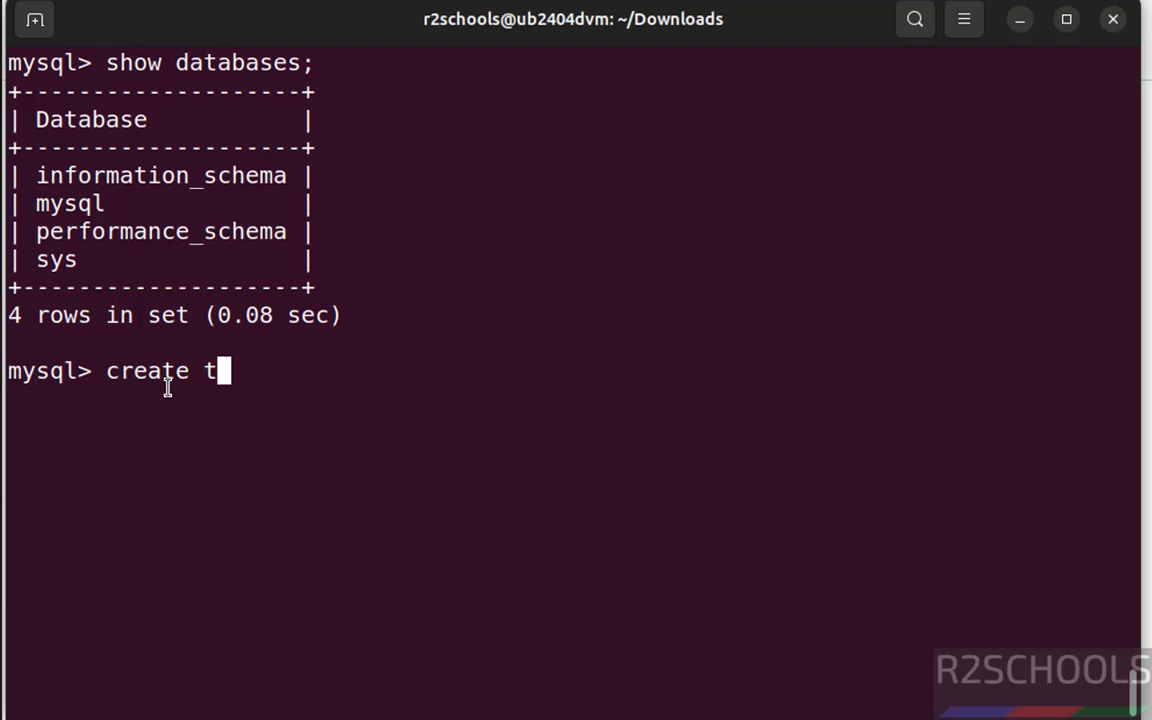 r2schools@ub2404dvm: ~/Downloads
mysql> show databases;
+--------------------+
| Database           |
+--------------------+
| information_schema |
| mysql              |
| performance_schema |
| sys                |
+--------------------+
4 rows in set (0.08 sec)
mysql> create t
R2SCHOOLS